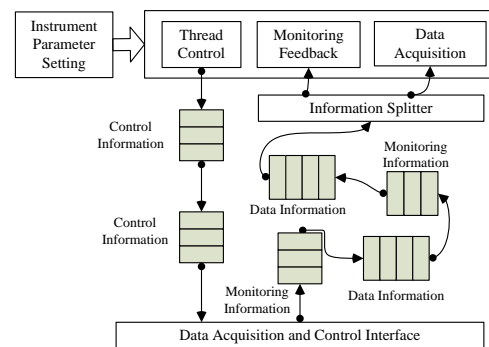 Instrument
Parameter
Setting
Thread
Control
Monitoring
Feedback
Data
Acquisition
Information Splitter
Control
Information
Monitoring
Information
Data Information
Control
Information
Monitoring
Information
Data Information
Data Acquisition and Control Interface